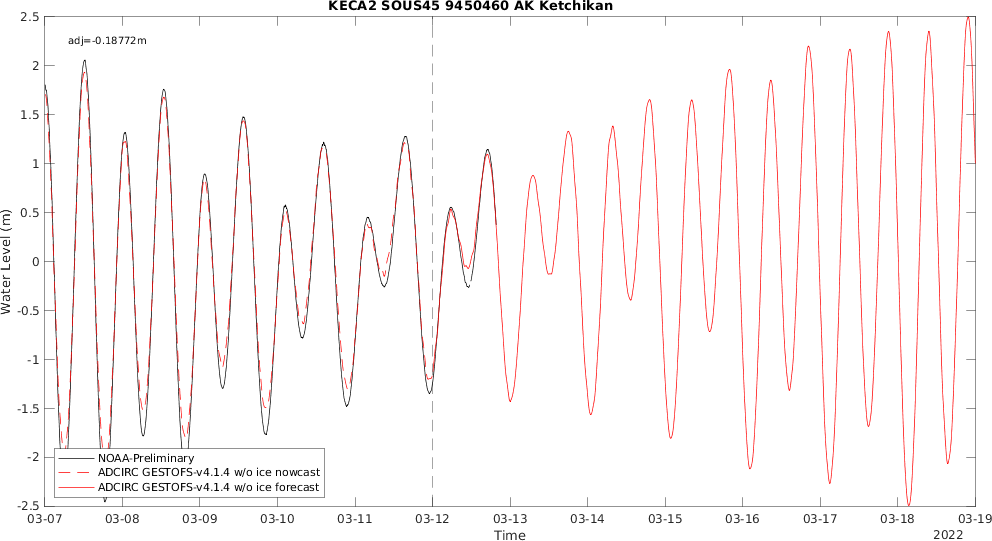 KECA2 SOUS45 9450460 AK Ketchikan
adj=-0.18772m
Water Level (m)
2.5
2
1.5
1
0.5
0
-0.5
-1
-1.5
-2
-2.5
NOAA-Preliminary
ADCIRC GESTOFS-v4.1.4 w/o ice nowcast
ADCIRC GESTOFS-v4.1.4 w/o ice forecast
03-07 03-08 03-09 03-10 03-11 03-12 03-13 03-14 03-15 03-16 03-17 03-18 03-19
Time
2022